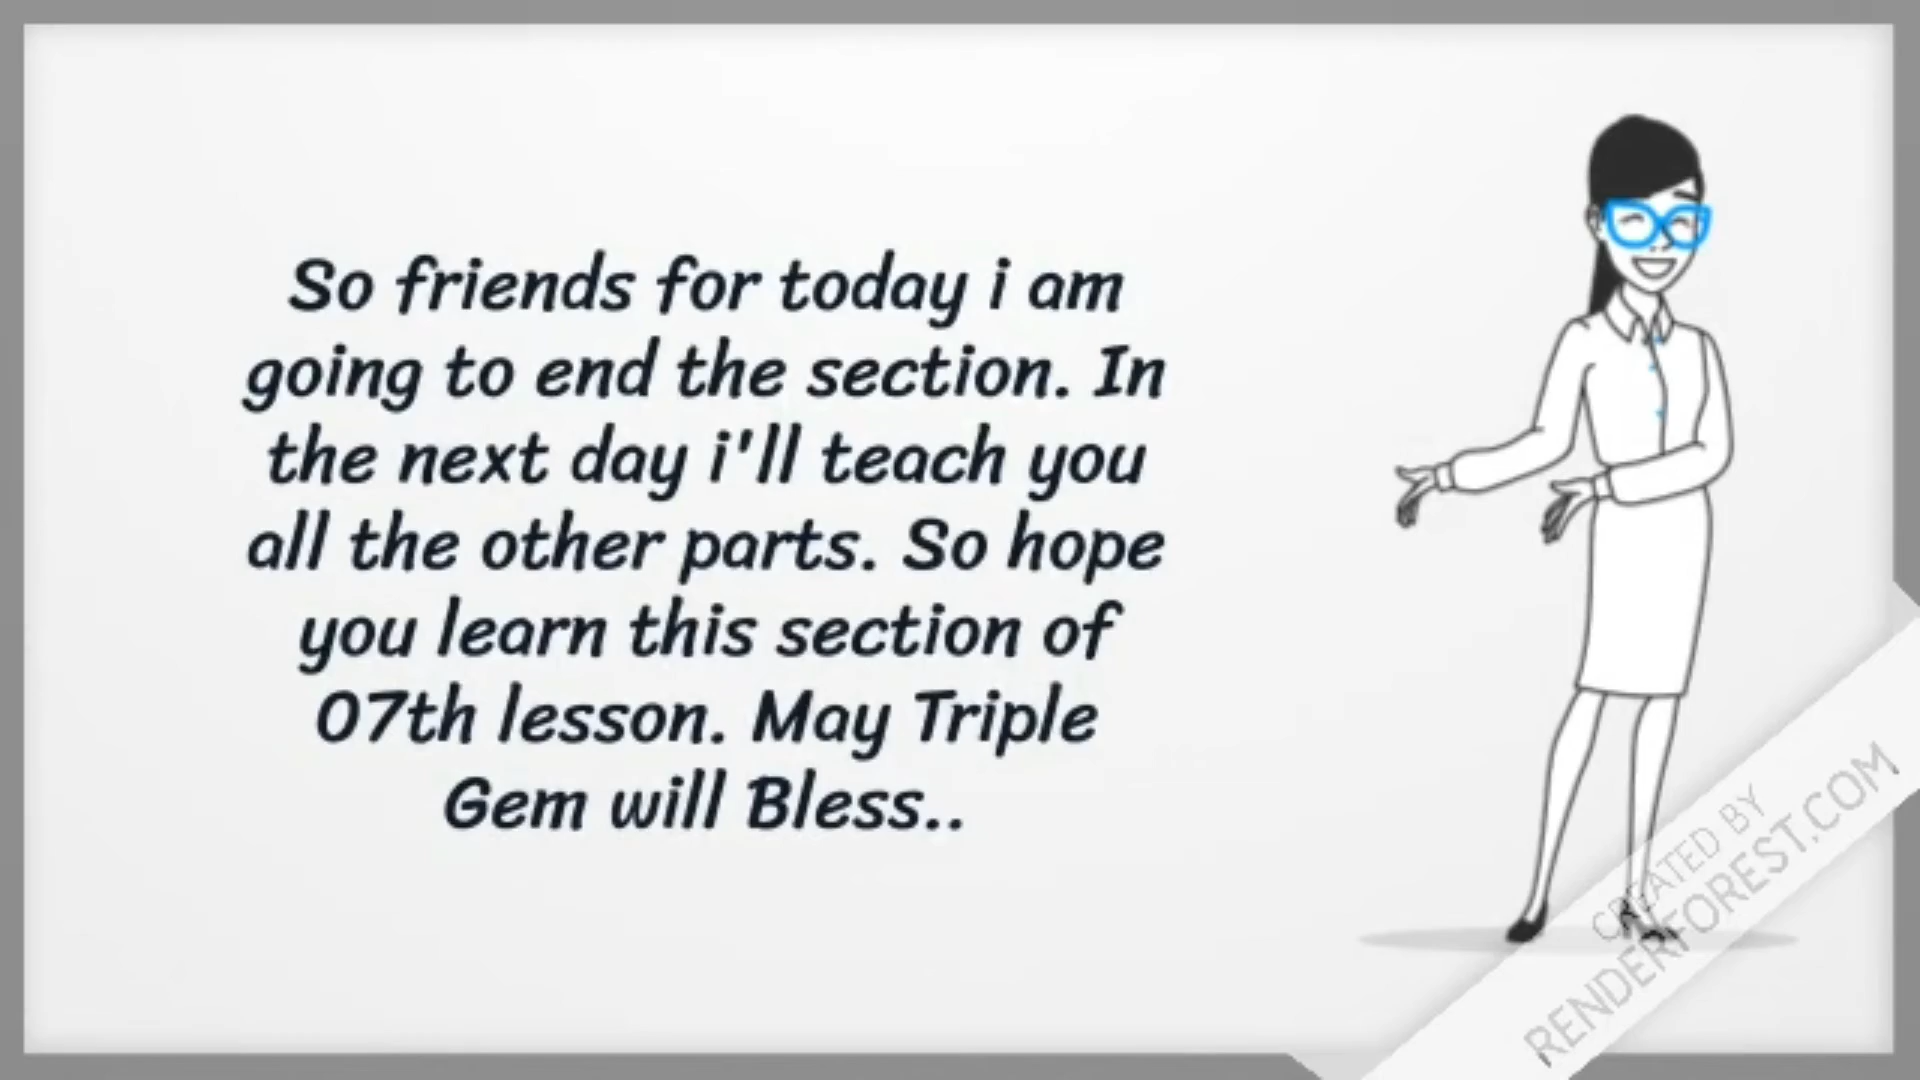 So friends for today i am
going to end the section. In
the next day i'll teach you
all the other parts. So hope
you learn this section of
07th lesson. May Triple
Gem will Bless..
CREATED BY
RENDERFOREST.COM